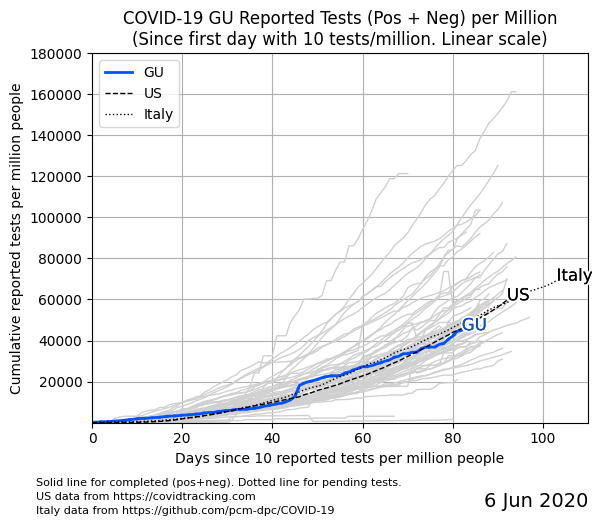 COVID-19 GU Reported Tests (Pos + Neg) per Million
(Since first day with 10 tests/million. Linear scale)
Cumulative reported tests per million people
180000
160000
140000
120000
100000
80000
60000
40000
20000
GU
US
Italy
Italy
US
GU
0 20 40 60 80 100
Days since 10 reported tests per million people
Solid line for completed (pos+neg). Dotted line for pending tests.
US data from https://covidtracking.com
Italy data from https://github.com/pcm-dpc/COVID-19
6 Jun 2020